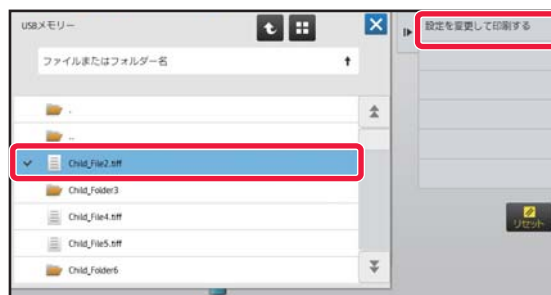 USBメモリー
設定を変更して印刷する
ファイルまたはフォルダー名
.
..
Child_File2.tiff
Child_Folder3
Child_File4.tiff
Child_File5.tiff
Child_Folder6
リセット